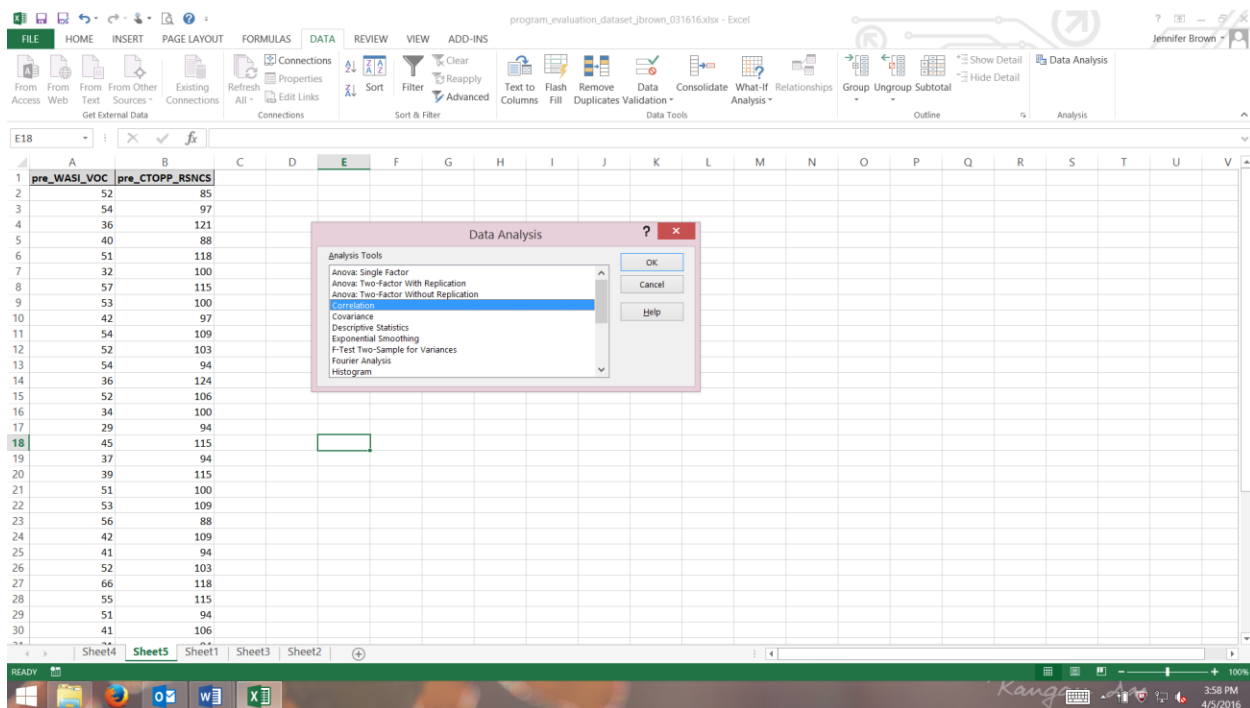 program_evaluation_dataset_jbrown_031616.xlsx - Excel
FILE HOME INSERT PAGE LAYOUT FORMULAS DATA REVIEW VIEW ADD-INS Jennifer Brown
From Access
From Web
From Text
From Other Sources
Existing Connections
Get External Data
Refresh All
Connections
Properties
Edit Links
Connections
Sort
Filter
Clear
Reapply
Advanced
Sort & Filter
Text to Columns
Flash Fill
Remove Duplicates
Data Validation
Consolidate
What-If Analysis
Relationships
Data Tools
Group
Ungroup
Subtotal
Show Detail
Hide Detail
Outline
Data Analysis
Analysis
E18 fx
A B C D E F G H I J K L M N O P Q R S T U V
1 pre_WASI_VOC pre_CTOPP_RSNCS
2 52 85
3 54 97
4 36 121
5 40 88
6 51 118
7 32 100
8 57 115
9 53 100
10 42 97
11 54 109
12 52 103
13 54 94
14 36 124
15 52 106
16 34 100
17 29 94
18 45 115
19 37 94
20 39 115
21 51 100
22 53 109
23 56 88
24 42 109
25 41 94
26 52 103
27 66 118
28 55 115
29 51 94
30 41 106
Data Analysis ?
Analysis Tools
Anova: Single Factor
Anova: Two-Factor With Replication
Anova: Two-Factor Without Replication
Correlation
Covariance
Descriptive Statistics
Exponential Smoothing
F-Test Two-Sample for Variances
Fourier Analysis
Histogram
OK
Cancel
Help
Sheet4 Sheet5 Sheet1 Sheet3 Sheet2
READY 100%
3:58 PM
4/5/2016